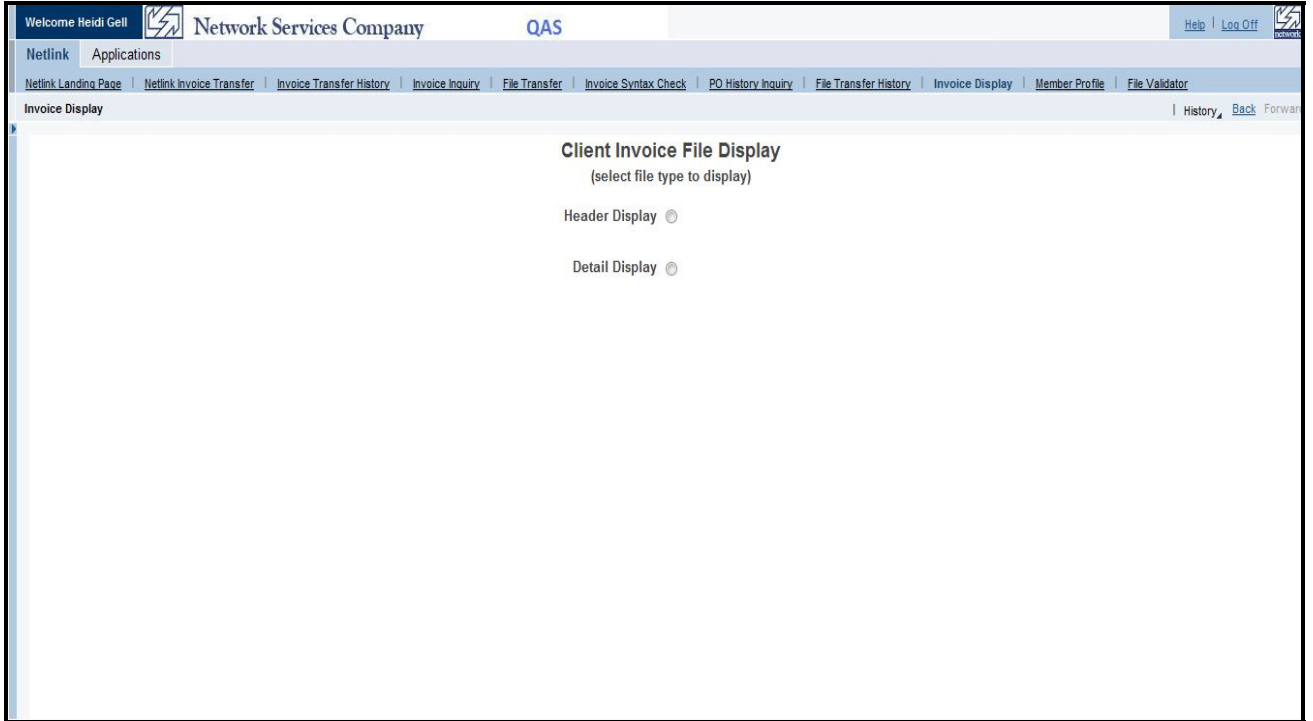 Welcome Heidi Gell Network Services Company QAS Help | Log Off network
Netlink Applications
Netlink Landing Page | Netlink Invoice Transfer | Invoice Transfer History | Invoice Inquiry | File Transfer | Invoice Syntax Check | PO History Inquiry | File Transfer History | Invoice Display | Member Profile | File Validator
Invoice Display | History Back Forwar
Client Invoice File Display
(select file type to display)
Header Display
Detail Display